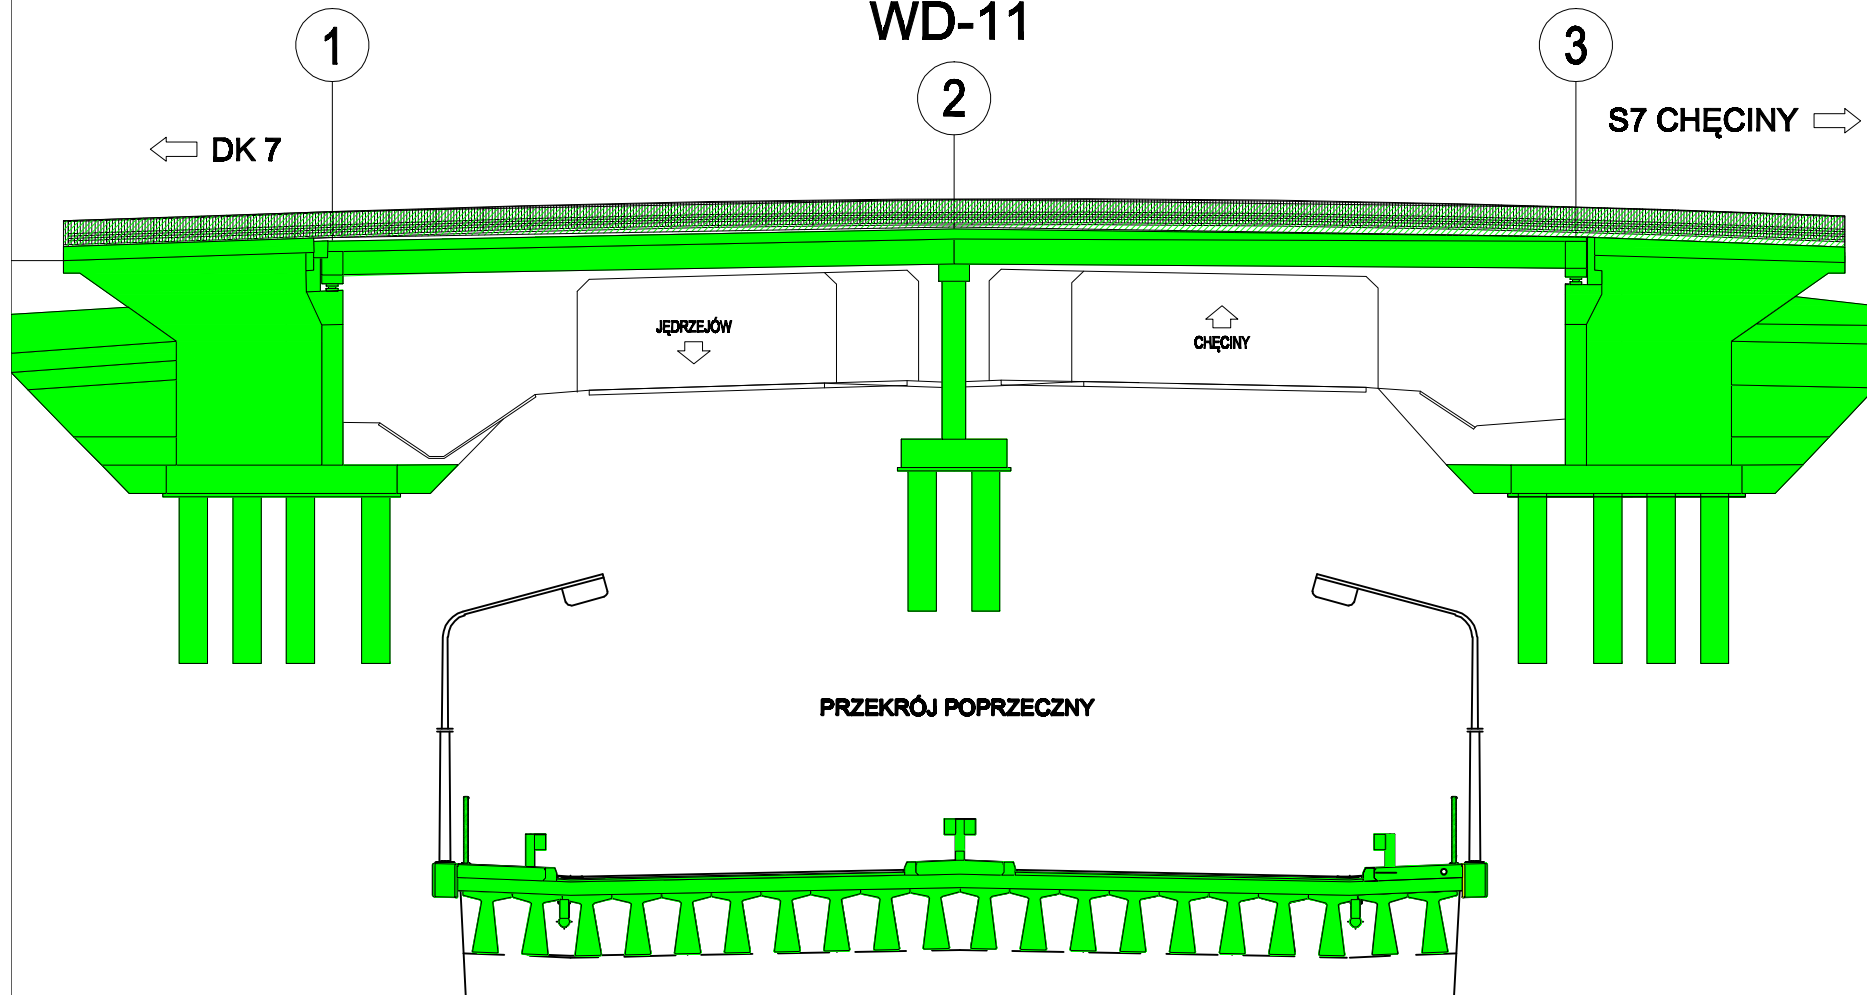 WD-11
1
2
3
DK 7
S7 CHĘCINY
JĘDRZEJÓW
CHĘCINY
PRZEKRÓJ POPRZECZNY